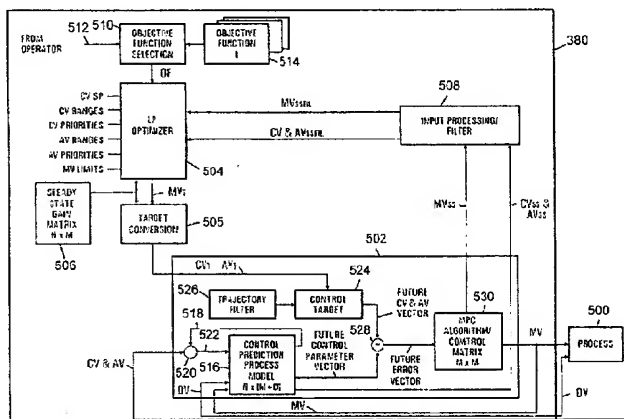 510
512
FROM
OPERATOR
OBJECTIVE
FUNCTION
SELECTION
OBJECTIVE
FUNCTION
1
514
380
OF
CV SP
CV RANGES
CV PRIORITIES
AV RANGES
AV PRIORITIES
MV LIMITS
LP
OPTIMIZER
504
MVSSFIL
CV & AVSSFIL
508
INPUT PROCESSING/
FILTER
STEADY
STATE
GAIN
MATRIX
N x M
506
MVT
TARGET
CONVERSION
505
MVSS
CVSS &
AVSS
502
CVT
AVT
524
526
TRAJECTORY
FILTER
CONTROL
TARGET
FUTURE
CV & AV
VECTOR
530
518
522
528
MPC
ALGORITHM/
CONTROL
MATRIX
M x M
500
MV
PROCESS
CV & AV
520
516
DV
CONTROL
PREDICTION
PROCESS
MODEL
FUTURE
CONTROL
PARAMETER
VECTOR
FUTURE
ERROR
VECTOR
MV
DV